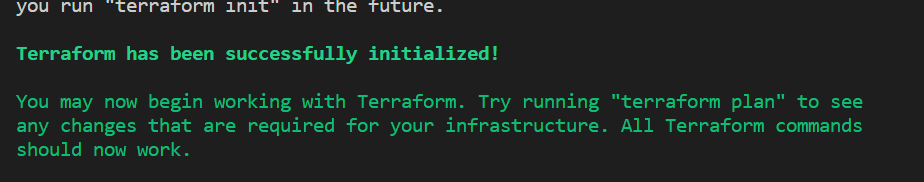 you run "terraform init" in the future.
Terraform has been successfully initialized!
You may now begin working with Terraform. Try running "terraform plan" to see
any changes that are required for your infrastructure. All Terraform commands
should now work.